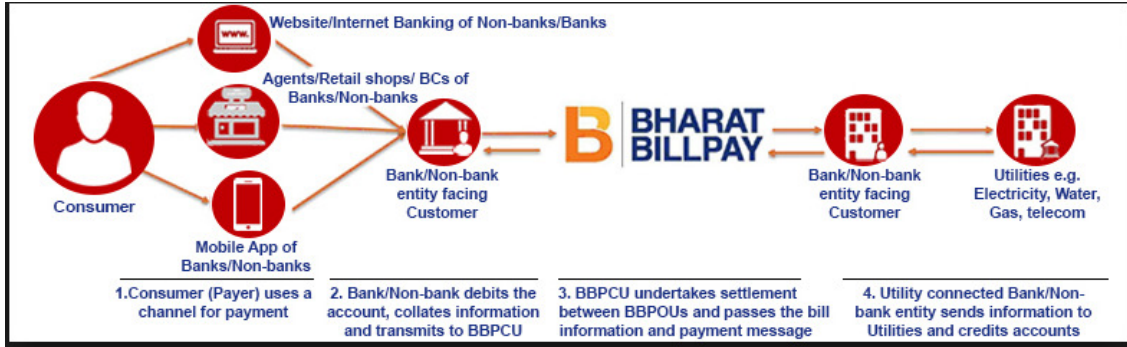 Website/Internet Banking of Non-banks/Banks
www.
Agents/Retail shops/ BCs of
Banks/Non-banks
Consumer
Mobile App of
Banks/Non-banks
Bank/Non-bank
entity facing
Customer
B
BHARAT
BILLPAY
Bank/Non-bank
entity facing
Customer
Utilities e.g.
Electricity, Water,
Gas, telecom
1.Consumer (Payer) uses a
channel for payment
2. Bank/Non-bank debits the
account, collates information
and transmits to BBPCU
3. BBPCU undertakes settlement
between BBPOUs and passes the bill
information and payment message
4. Utility connected Bank/Non-
bank entity sends information to
Utilities and credits accounts